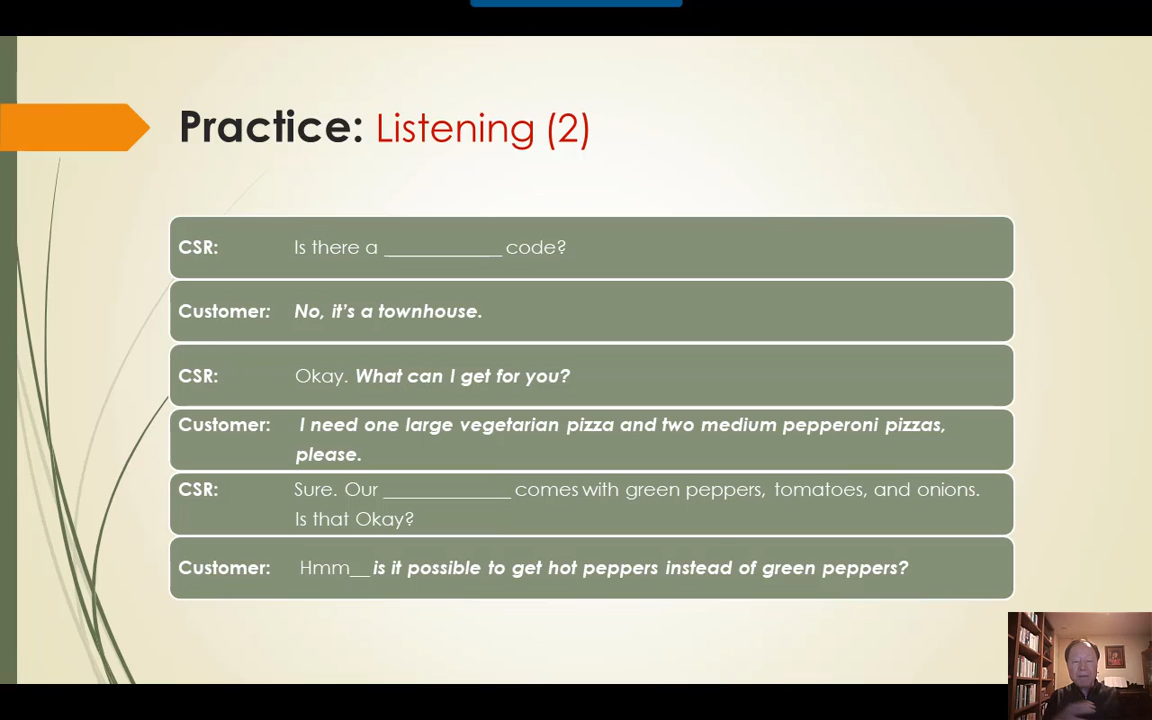 Practice: Listening (2)
CSR: Is there a ____________ code?
Customer: No, it's a townhouse.
CSR: Okay. What can I get for you?
Customer: I need one large vegetarian pizza and two medium pepperoni pizzas,
please.
CSR: Sure. Our _____________ comes with green peppers, tomatoes, and onions.
Is that Okay?
Customer: Hmm__ is it possible to get hot peppers instead of green peppers?